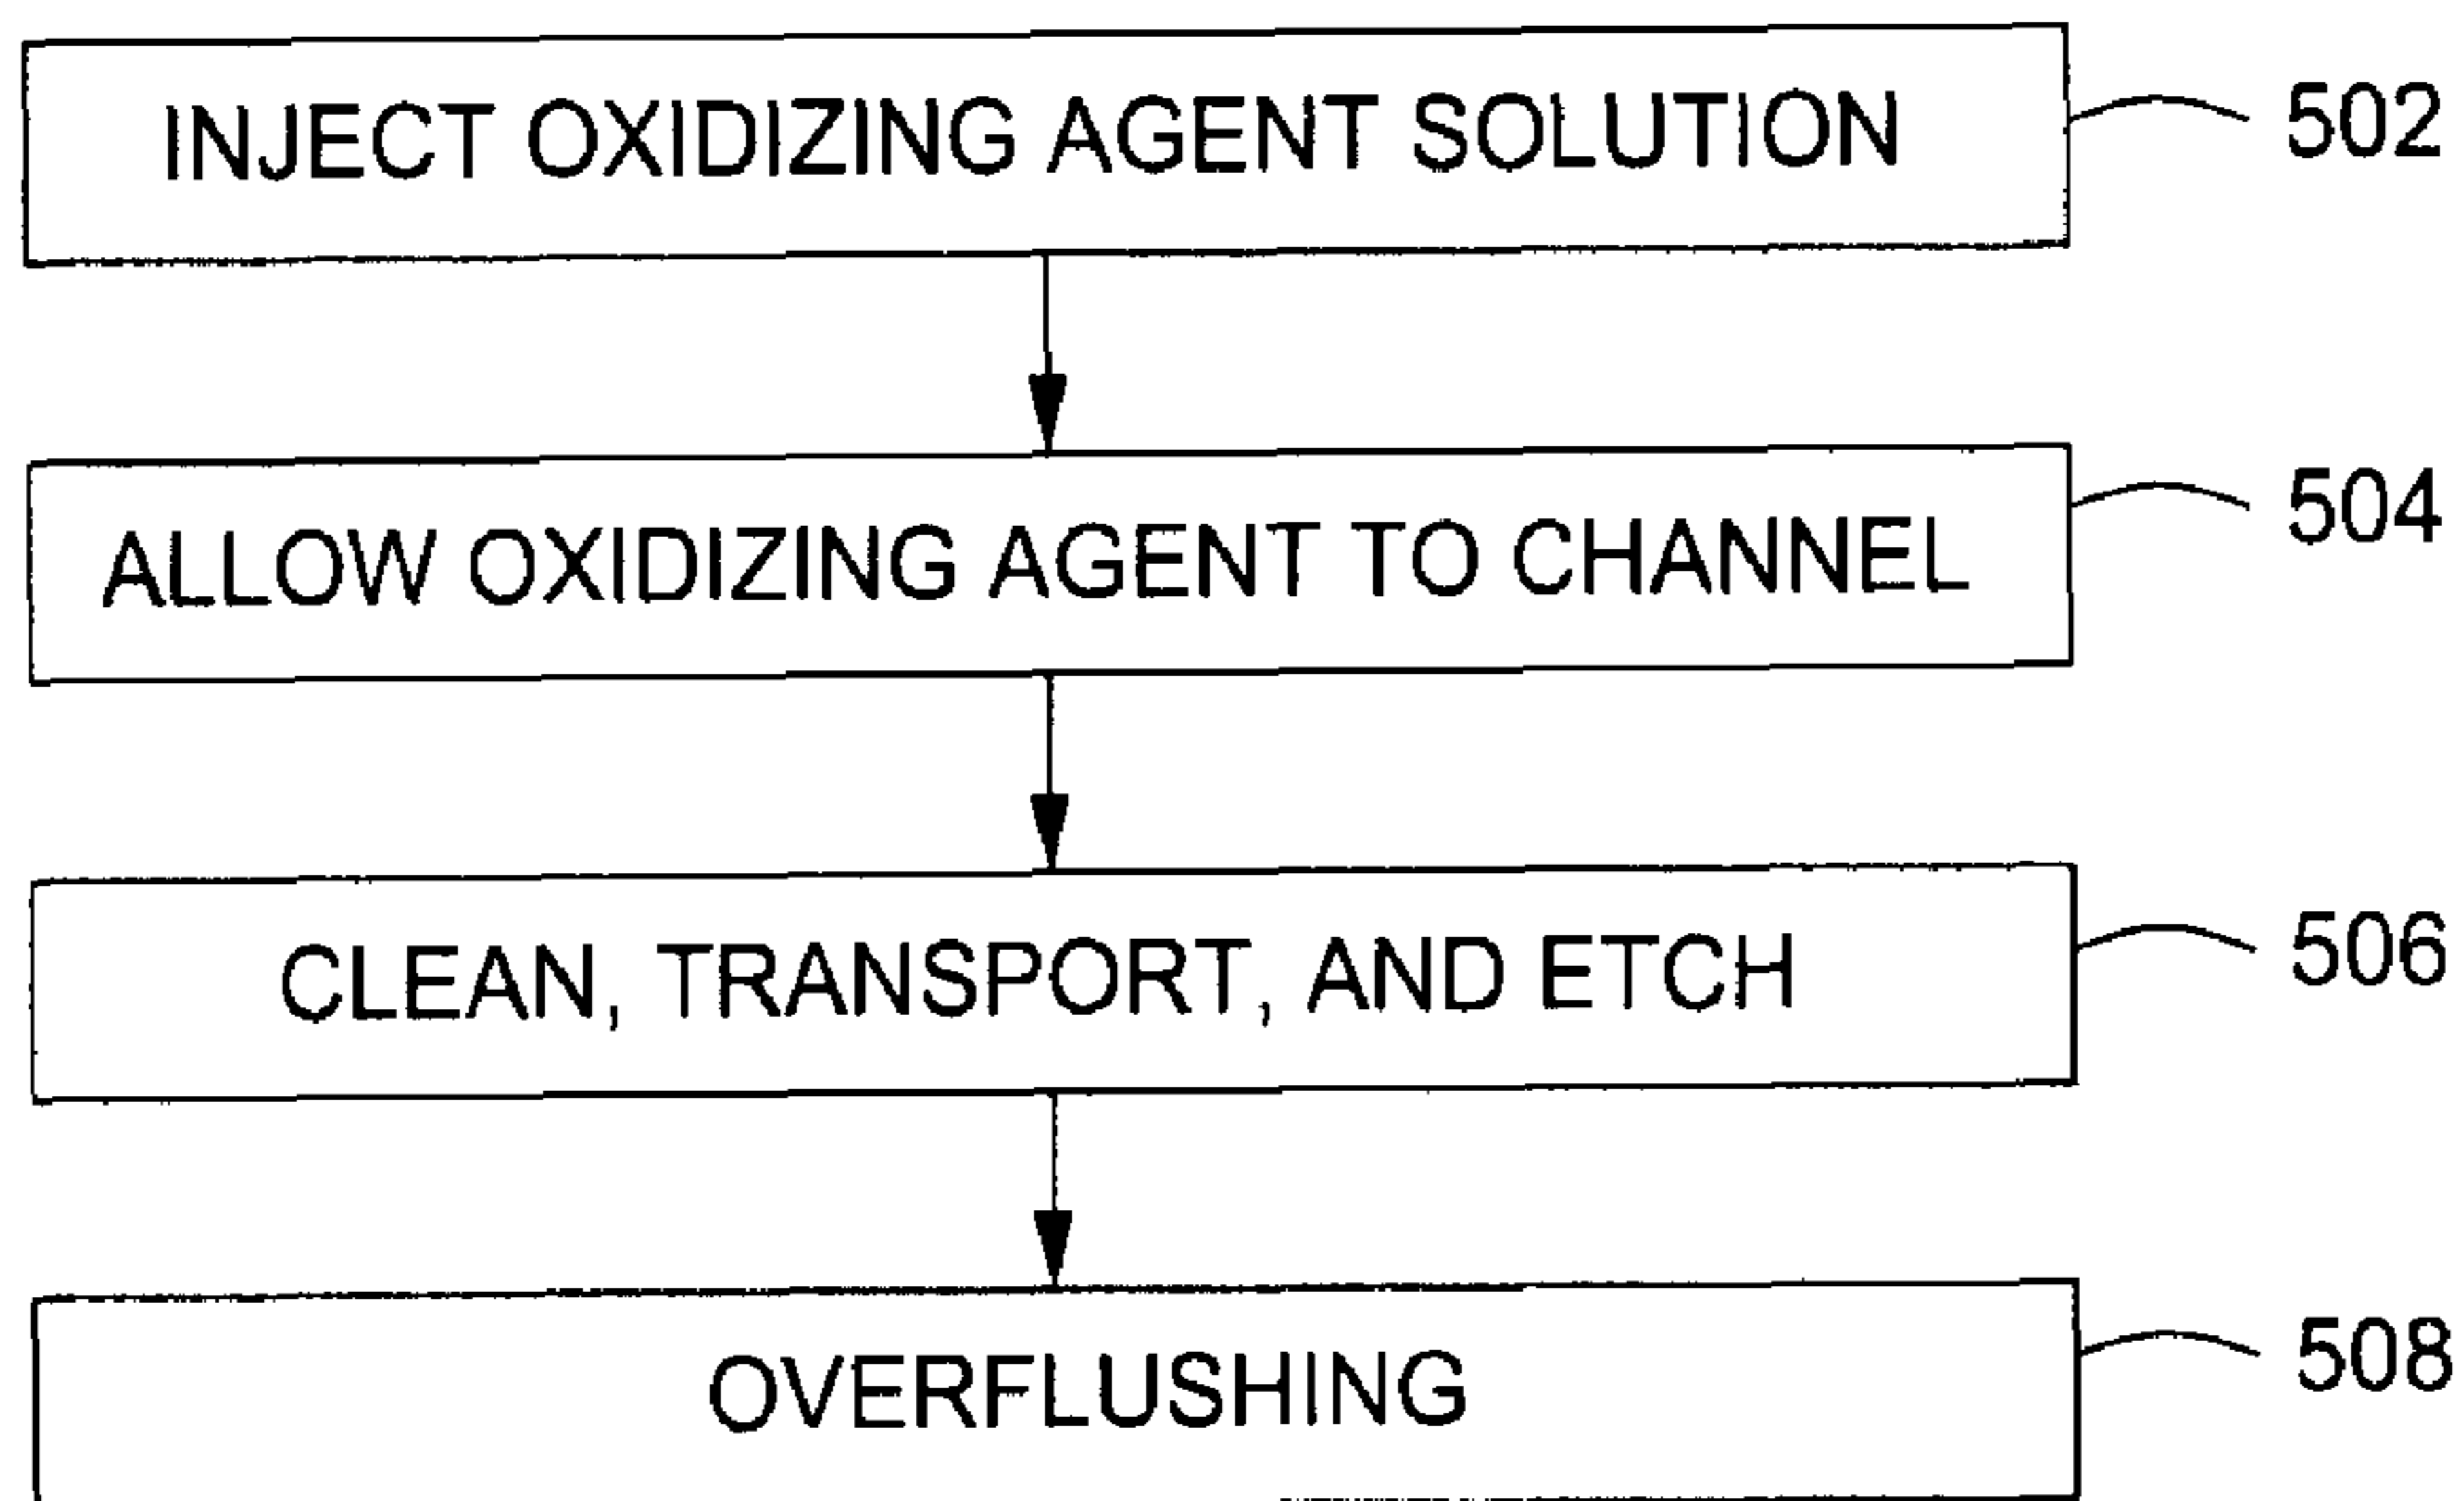 INJECT OXIDIZING AGENT SOLUTION 502
ALLOW OXIDIZING AGENT TO CHANNEL 504
CLEAN, TRANSPORT, AND ETCH 506
OVERFLUSHING 508